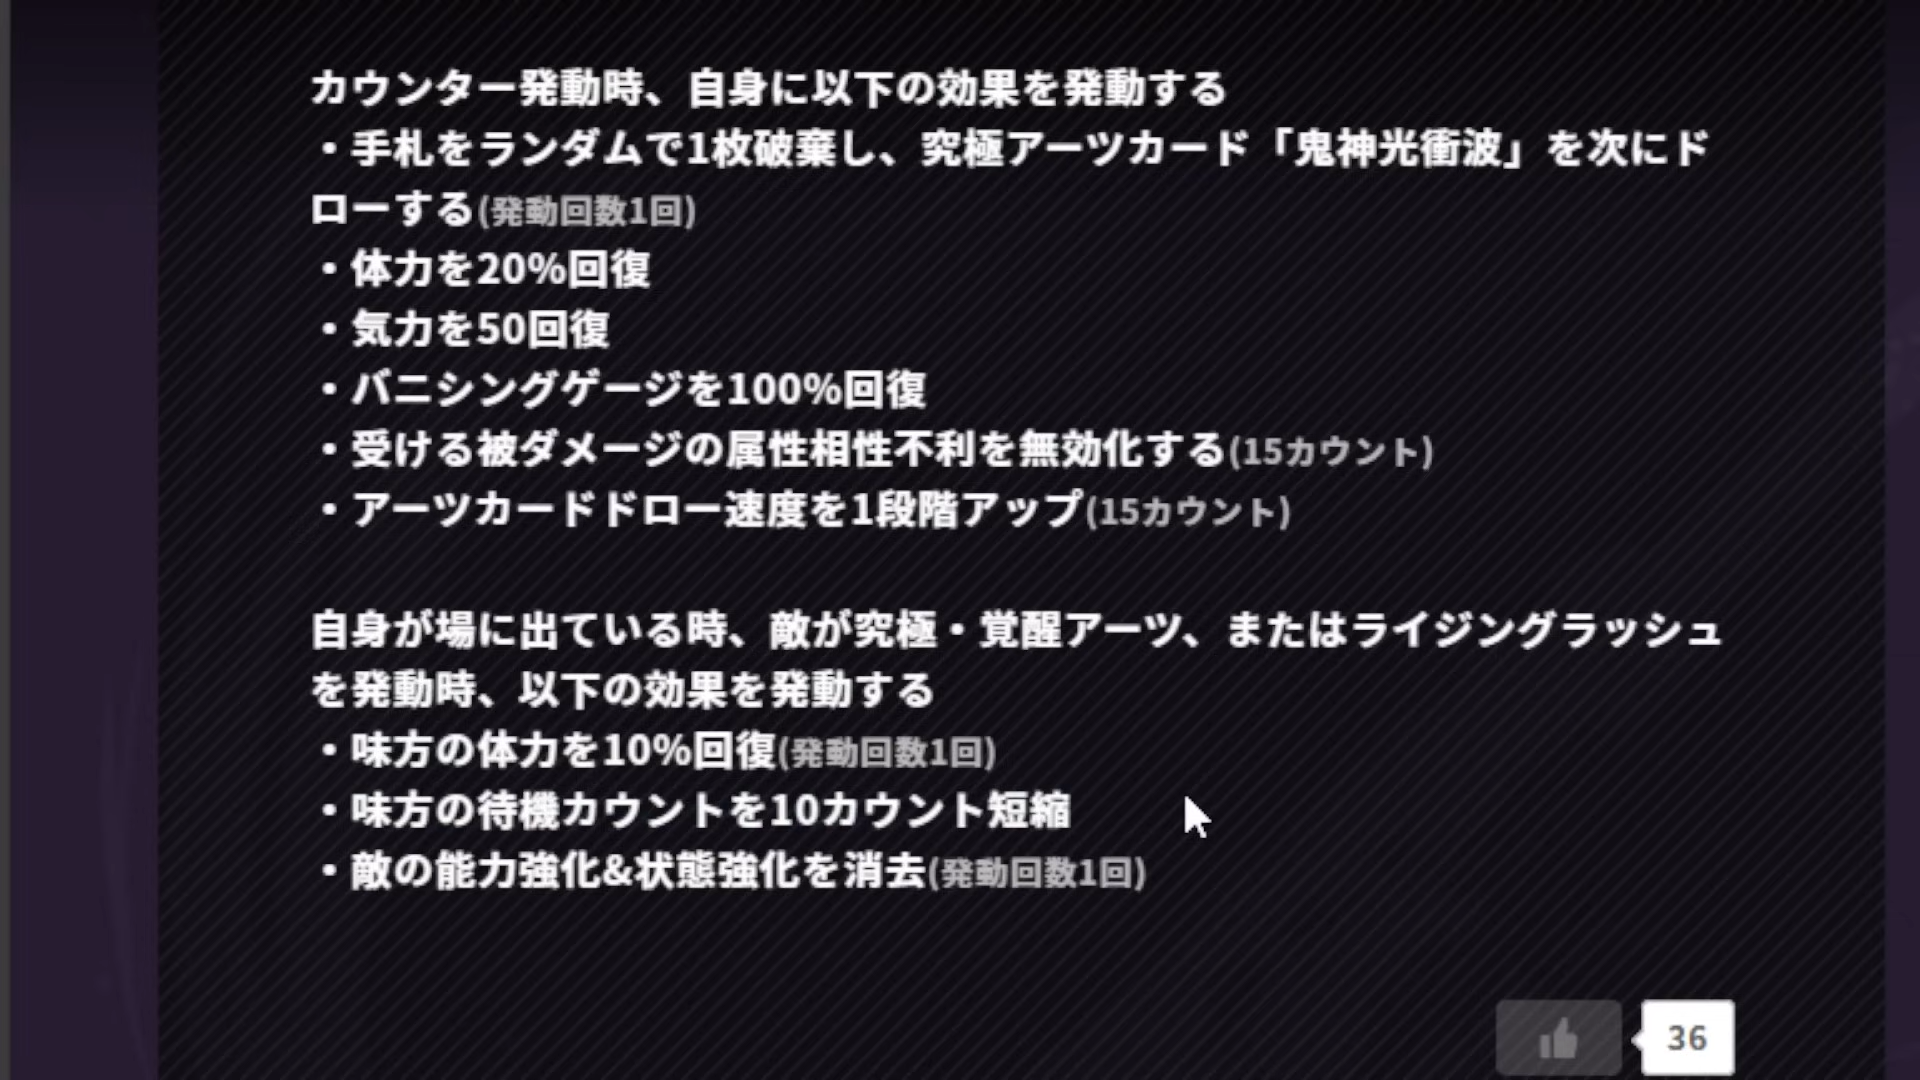 カウンター発動時、自身に以下の効果を発動する
・手札をランダムで1枚破棄し、究極アーツカード「鬼神光衝波」を次にド
ローする(発動回数1回)
・体力を20%回復
・気力を50回復
・バニシングゲージを100%回復
・受ける被ダメージの属性相性不利を無効化する(15カウント)
・アーツカードドロー速度を1段階アップ(15カウント)
自身が場に出ている時、敵が究極・覚醒アーツ、またはライジングラッシュ
を発動時、以下の効果を発動する
・味方の体力を10%回復(発動回数1回)
・味方の待機カウントを10カウント短縮
・敵の能力強化&状態強化を消去(発動回数1回)
36